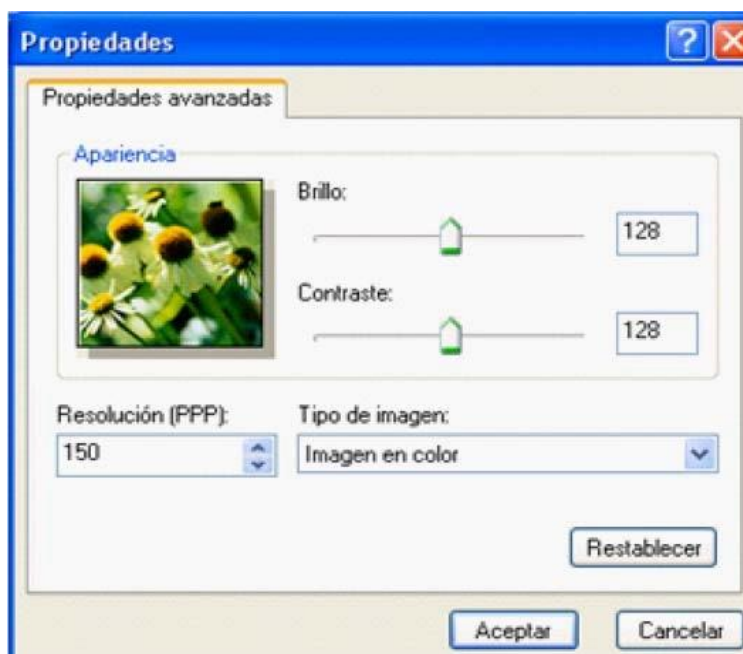 Propiedades
Propiedades avanzadas
Apariencia
Brillo:
128
Contraste:
128
Resolución (PPP):
150
Tipo de imagen:
Imagen en color
Restablecer
Aceptar
Cancelar